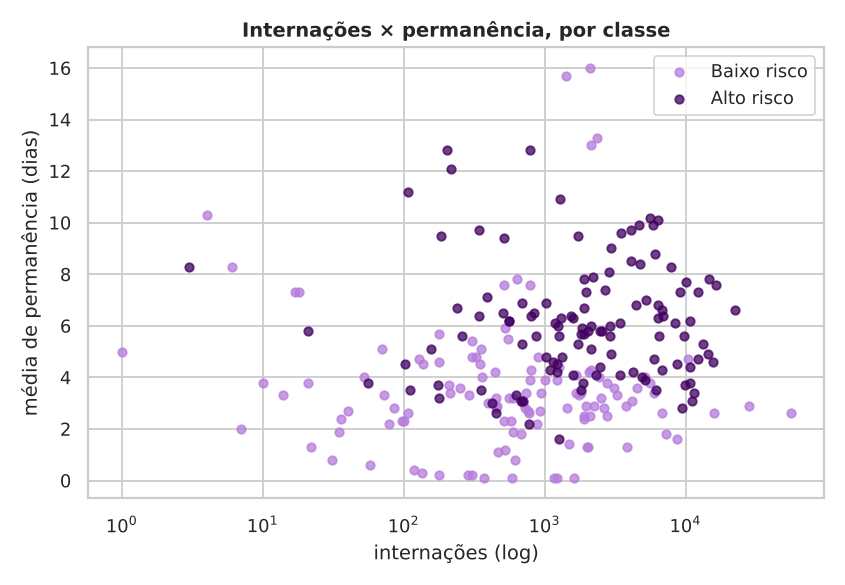 Internações × permanência, por classe
Baixo risco
Alto risco
média de permanência (dias)
16
14
12
10
8
6
4
2
0
10⁰ 10¹ 10² 10³ 10⁴
internações (log)